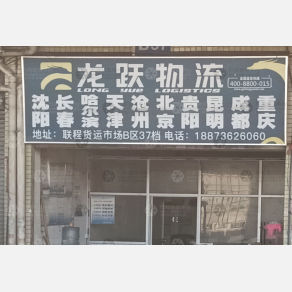 龙跃物流
LONG YUE LOGISTICS
400-8800-015
沈阳 长春 哈尔滨 天津 沧州 北京 贵阳 昆明 成都 重庆
地址：联程货运市场B区37档 电话：18873626060